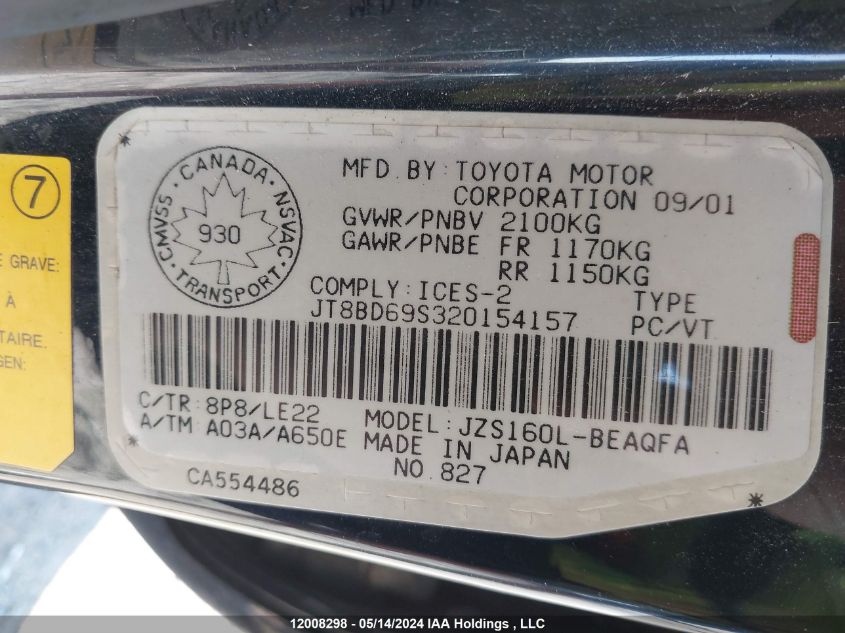 7
E GRAVE:
À
TAIRE.
GEN:
CANADA
CMVSS
NSVAC
930
TRANSPORT
MFD BY: TOYOTA MOTOR
CORPORATION 09/01
GVWR/PNBV 2100KG
GAWR/PNBE FR 1170KG
RR 1150KG
COMPLY: ICES-2 TYPE
JT8BD69S320154157 PC/VT
C/TR: 8P8/LE22 MODEL: JZS160L-BEAQFA
A/TM A03A/A650E MADE IN JAPAN
NO.827
CA554486
12008298 - 05/14/2024 IAA Holdings , LLC